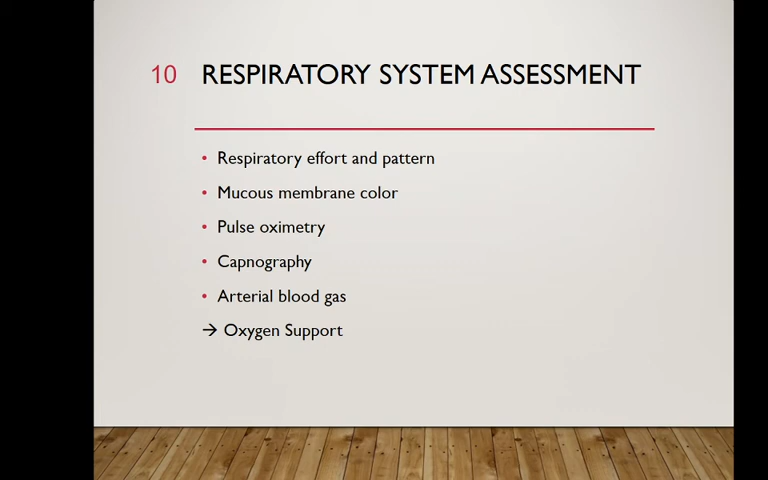 10 RESPIRATORY SYSTEM ASSESSMENT
• Respiratory effort and pattern
• Mucous membrane color
• Pulse oximetry
• Capnography
• Arterial blood gas
→ Oxygen Support